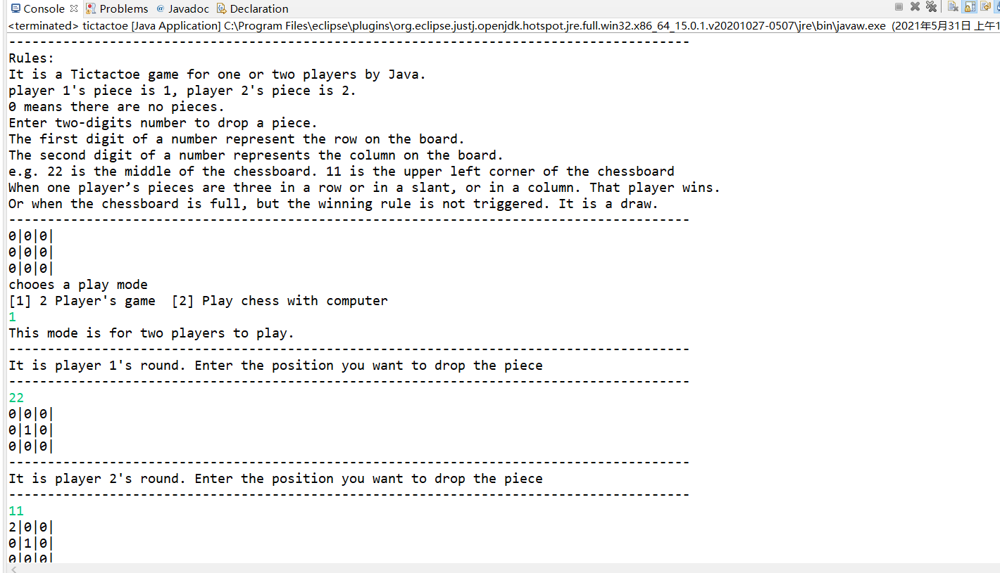 Console Problems @ Javadoc Declaration
<terminated> tictactoe [Java Application] C:\Program Files\eclipse\plugins\org.eclipse.justj.openjdk.hotspot.jre.full.win32.x86_64_15.0.1.v20201027-0507\jre\bin\javaw.exe (2021年5月31日 上午1
----------------------------------------------------------------------------------------
Rules:
It is a Tictactoe game for one or two players by Java.
player 1's piece is 1, player 2's piece is 2.
0 means there are no pieces.
Enter two-digits number to drop a piece.
The first digit of a number represent the row on the board.
The second digit of a number represents the column on the board.
e.g. 22 is the middle of the chessboard. 11 is the upper left corner of the chessboard
When one player’s pieces are three in a row or in a slant, or in a column. That player wins.
Or when the chessboard is full, but the winning rule is not triggered. It is a draw.
----------------------------------------------------------------------------------------
0|0|0|
0|0|0|
0|0|0|
chooes a play mode
[1] 2 Player's game  [2] Play chess with computer
1
This mode is for two players to play.
----------------------------------------------------------------------------------------
It is player 1's round. Enter the position you want to drop the piece
----------------------------------------------------------------------------------------
22
0|0|0|
0|1|0|
0|0|0|
----------------------------------------------------------------------------------------
It is player 2's round. Enter the position you want to drop the piece
----------------------------------------------------------------------------------------
11
2|0|0|
0|1|0|
0|0|0|